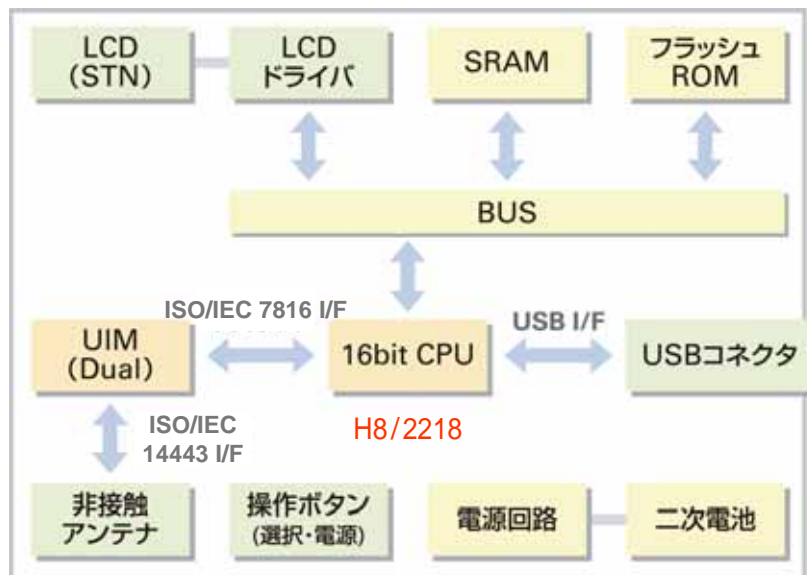 LCD
(STN)
LCD
ドライバ
SRAM
フラッシュ
ROM
BUS
ISO/IEC 7816 I/F
UIM
(Dual)
16bit CPU
USB I/F
USBコネクタ
H8/2218
ISO/IEC
14443 I/F
非接触
アンテナ
操作ボタン
(選択・電源)
電源回路
二次電池